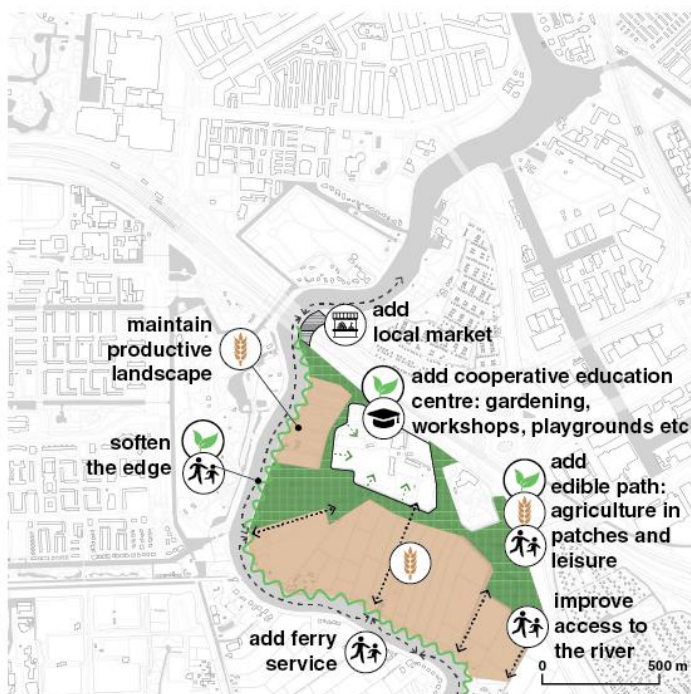 add
local market
maintain
productive
landscape
add cooperative education
centre: gardening,
workshops, playgrounds etc
soften
the edge
add
edible path:
agriculture in
patches and
leisure
improve
access to
the river
add ferry
service
0 500 m